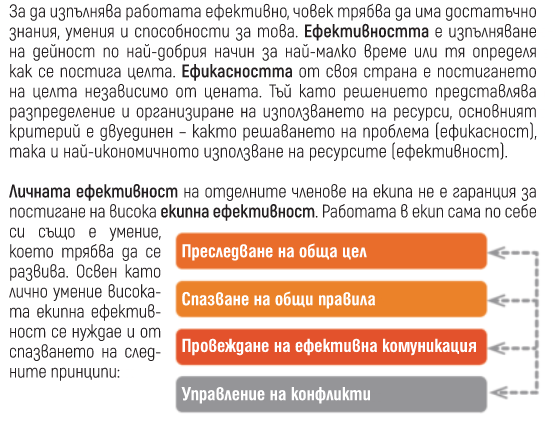 За да изпълнява работата ефективно, човек трябва да има достатъчно
знания, умения и способности за това. Ефективността е изпълняване
на дейност по най-добрия начин за най-малко време или тя определя
как се постига целта. Ефикасността от своя страна е постигането
на целта независимо от цената. Тъй като решението представлява
разпределение и организиране на използването на ресурси, основният
критерий е двуединен – както решаването на проблема (ефикасност),
така и най-икономичното използване на ресурсите (ефективност).
Личната ефективност на отделните членове на екипа не е гаранция за
постигане на висока екипна ефективност. Работата в екип сама по себе
си също е умение,
което трябва да се
развива. Освен като
лично умение висока-
та екипна ефектив-
ност се нуждае и от
спазването на след-
ните принципи:
Преследване на обща цел
Спазване на общи правила
Провеждане на ефективна комуникация
Управление на конфликти